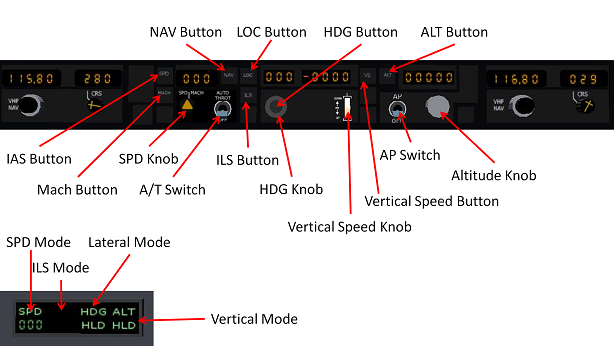 NAV Button LOC Button HDG Button ALT Button
115,80 280 SPD 000 NAV LOC 000 -0000 VS ALT 00000 116,80 029
MACH SPD MACH AUTO THROT ILS AP
VHF NAV CRS OFF DN UP OFF VHF NAV CRS
IAS Button SPD Knob ILS Button AP Switch
Mach Button A/T Switch HDG Knob Altitude Knob
Vertical Speed Button
Vertical Speed Knob
SPD Mode Lateral Mode
ILS Mode
SPD HDG ALT
000 HLD HLD
Vertical Mode